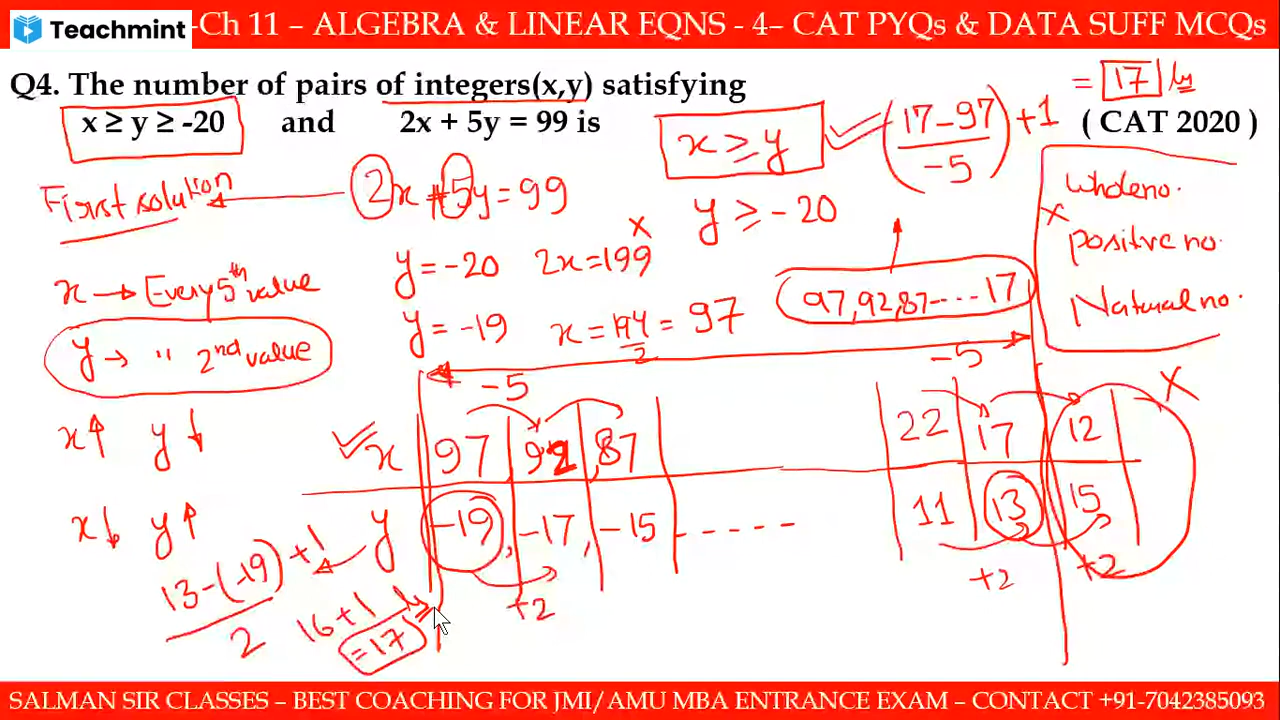 Teachmint
-Ch 11 – ALGEBRA & LINEAR EQNS - 4– CAT PYQs & DATA SUFF MCQs
Q4. The number of pairs of integers(x,y) satisfying
x ≥ y ≥ -20 and 2x + 5y = 99 is ( CAT 2020 )
= 17
x ≥ y
(17-97 / -5) + 1
First solution
2x + 5y = 99
y ≥ -20
whole no.
x
positive no.
Natural no.
x → Every 5th value
y = -20 2x = 199 x
y → " 2nd value
y = -19 x = 194/2 = 97
97, 92, 87 ---- 17
-5 -5
x↑ y↓
x 97 92 87 22 17 12 X
x↓ y↑
y -19, -17, -15 ------ 11 13 15
+2 +2 +2
13-(-19) / 2 + 1
16+1
=17
SALMAN SIR CLASSES – BEST COACHING FOR JMI/AMU MBA ENTRANCE EXAM – CONTACT +91-7042385093